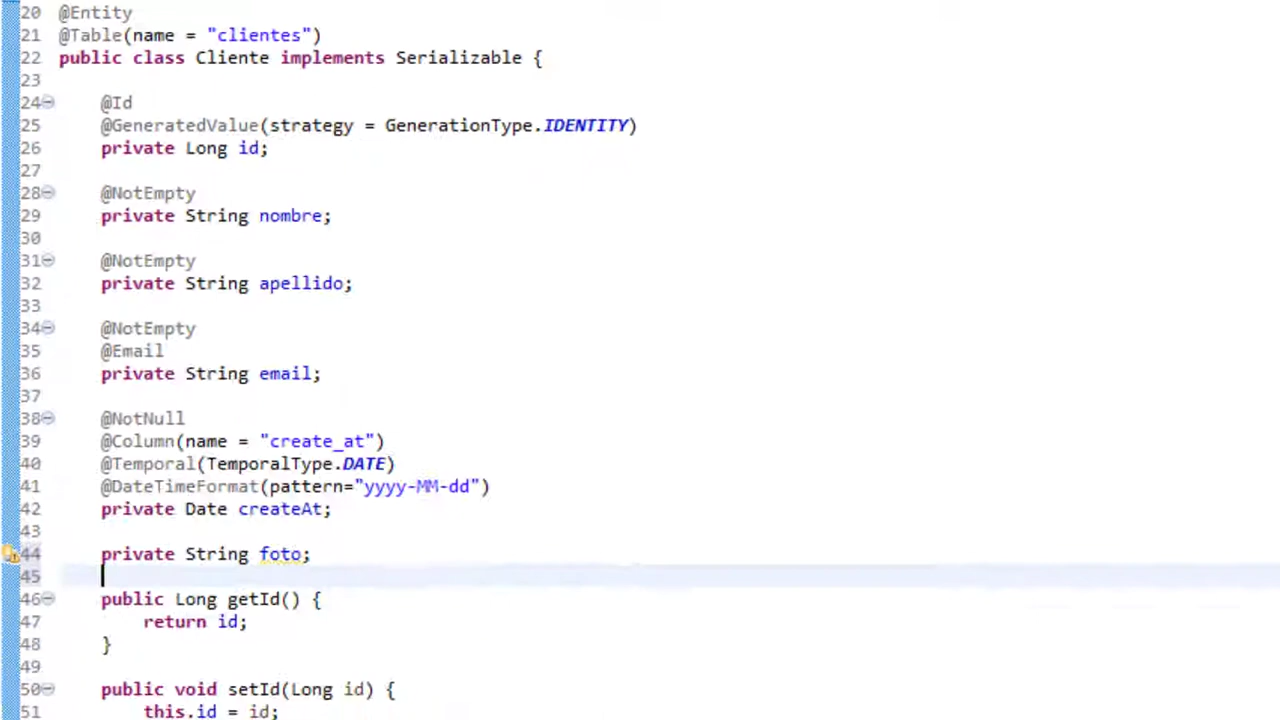 20 @Entity
21 @Table(name = "clientes")
22 public class Cliente implements Serializable {
23
24 @Id
25 @GeneratedValue(strategy = GenerationType.IDENTITY)
26 private Long id;
27
28 @NotEmpty
29 private String nombre;
30
31 @NotEmpty
32 private String apellido;
33
34 @NotEmpty
35 @Email
36 private String email;
37
38 @NotNull
39 @Column(name = "create_at")
40 @Temporal(TemporalType.DATE)
41 @DateTimeFormat(pattern="yyyy-MM-dd")
42 private Date createAt;
43
44 private String foto;
45
46 public Long getId() {
47 return id;
48 }
49
50 public void setId(Long id) {
51 this.id = id;